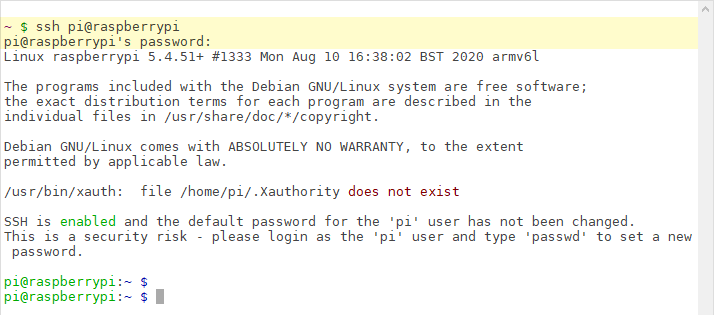 ~ $ ssh pi@raspberrypi
pi@raspberrypi's password:
Linux raspberrypi 5.4.51+ #1333 Mon Aug 10 16:38:02 BST 2020 armv6l
The programs included with the Debian GNU/Linux system are free software;
the exact distribution terms for each program are described in the
individual files in /usr/share/doc/*/copyright.
Debian GNU/Linux comes with ABSOLUTELY NO WARRANTY, to the extent
permitted by applicable law.
/usr/bin/xauth:  file /home/pi/.Xauthority does not exist
SSH is enabled and the default password for the 'pi' user has not been changed.
This is a security risk - please login as the 'pi' user and type 'passwd' to set a new
password.
pi@raspberrypi:~ $
pi@raspberrypi:~ $